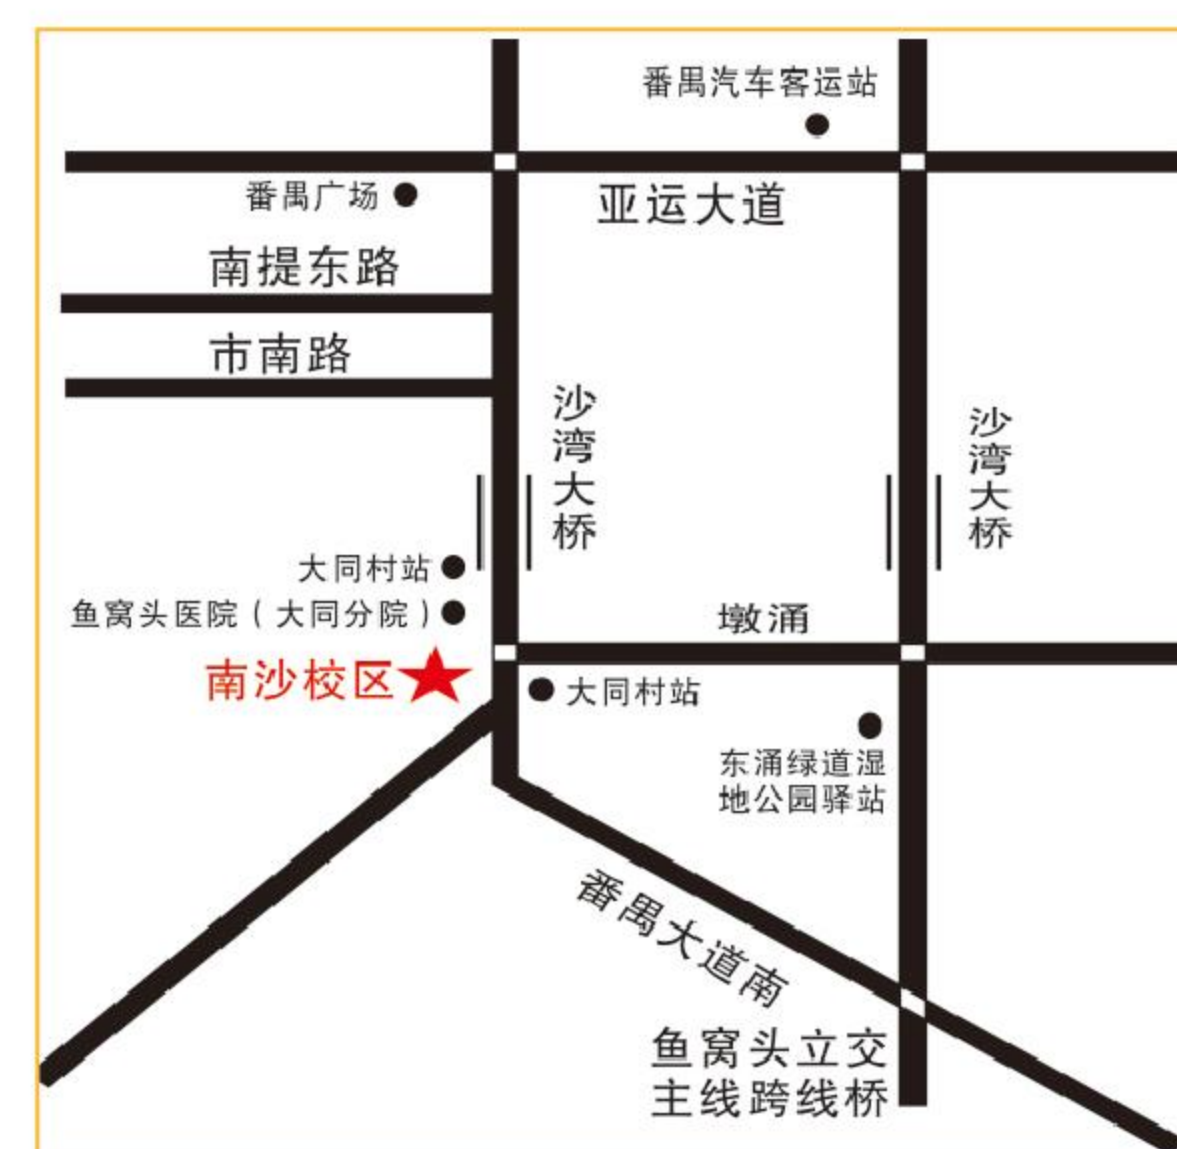 番禺汽车客运站
番禺广场
亚运大道
南提东路
市南路
沙湾大桥
沙湾大桥
大同村站
鱼窝头医院（大同分院）
墩涌
南沙校区
大同村站
东涌绿道湿
地公园驿站
番禺大道南
鱼窝头立交
主线跨线桥